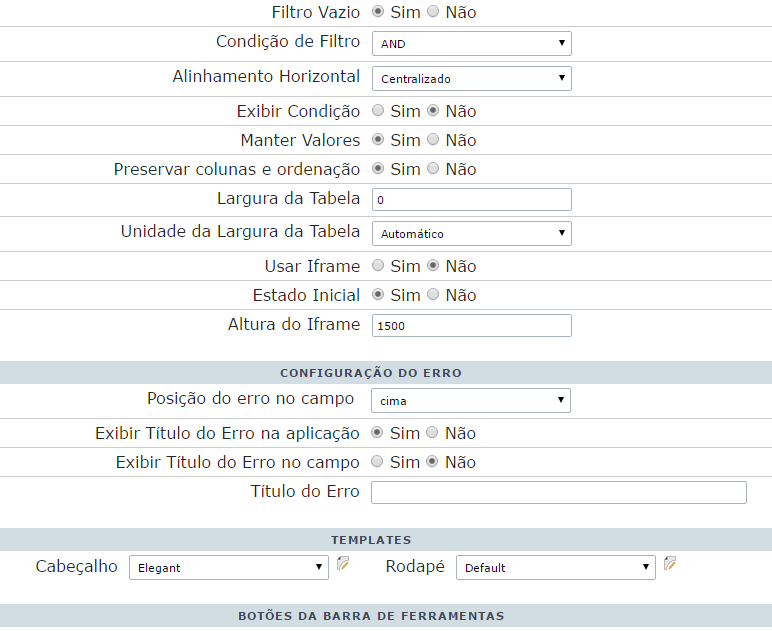 Filtro Vazio Sim Não
Condição de Filtro AND
Alinhamento Horizontal Centralizado
Exibir Condição Sim Não
Manter Valores Sim Não
Preservar colunas e ordenação Sim Não
Largura da Tabela 0
Unidade da Largura da Tabela Automático
Usar Iframe Sim Não
Estado Inicial Sim Não
Altura do Iframe 1500
CONFIGURAÇÃO DO ERRO
Posição do erro no campo cima
Exibir Título do Erro na aplicação Sim Não
Exibir Título do Erro no campo Sim Não
Título do Erro
TEMPLATES
Cabeçalho Elegant Rodapé Default
BOTÕES DA BARRA DE FERRAMENTAS